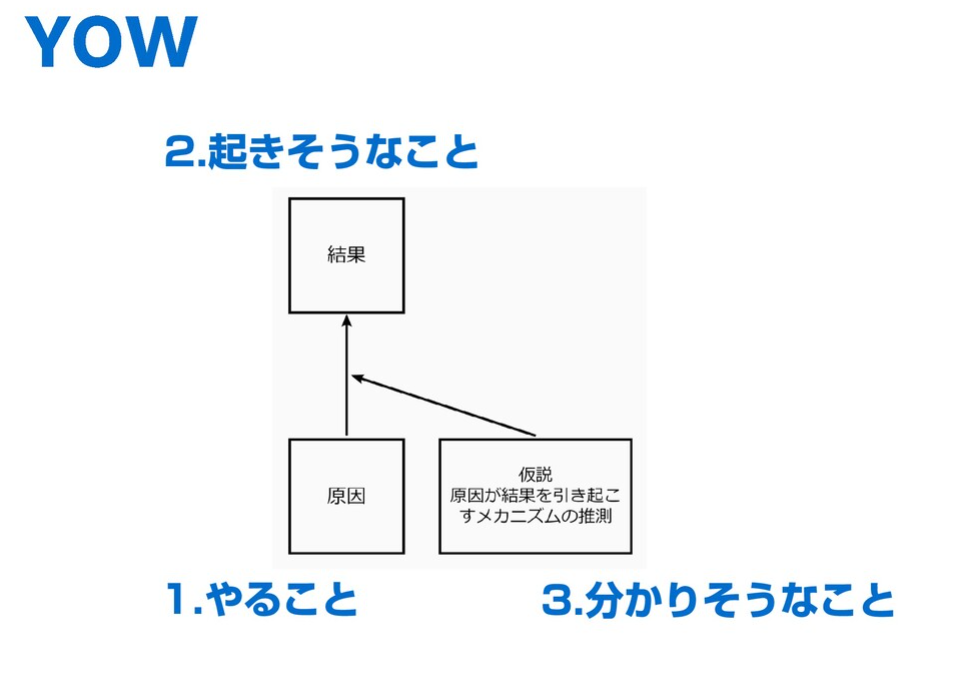 YOW
2.起きそうなこと
結果
原因
仮説
原因が結果を引き起こ
すメカニズムの推測
1.やること
3.分かりそうなこと